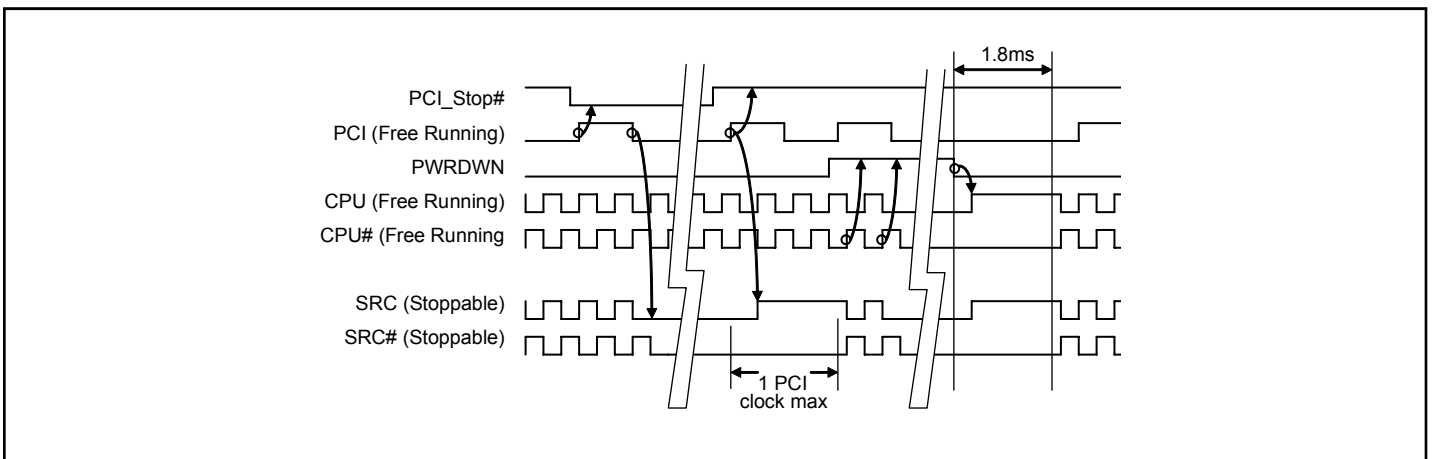 1.8ms
PCI_Stop#
PCI (Free Running)
PWRDWN
CPU (Free Running)
CPU# (Free Running
SRC (Stoppable)
SRC# (Stoppable)
1 PCI
clock max